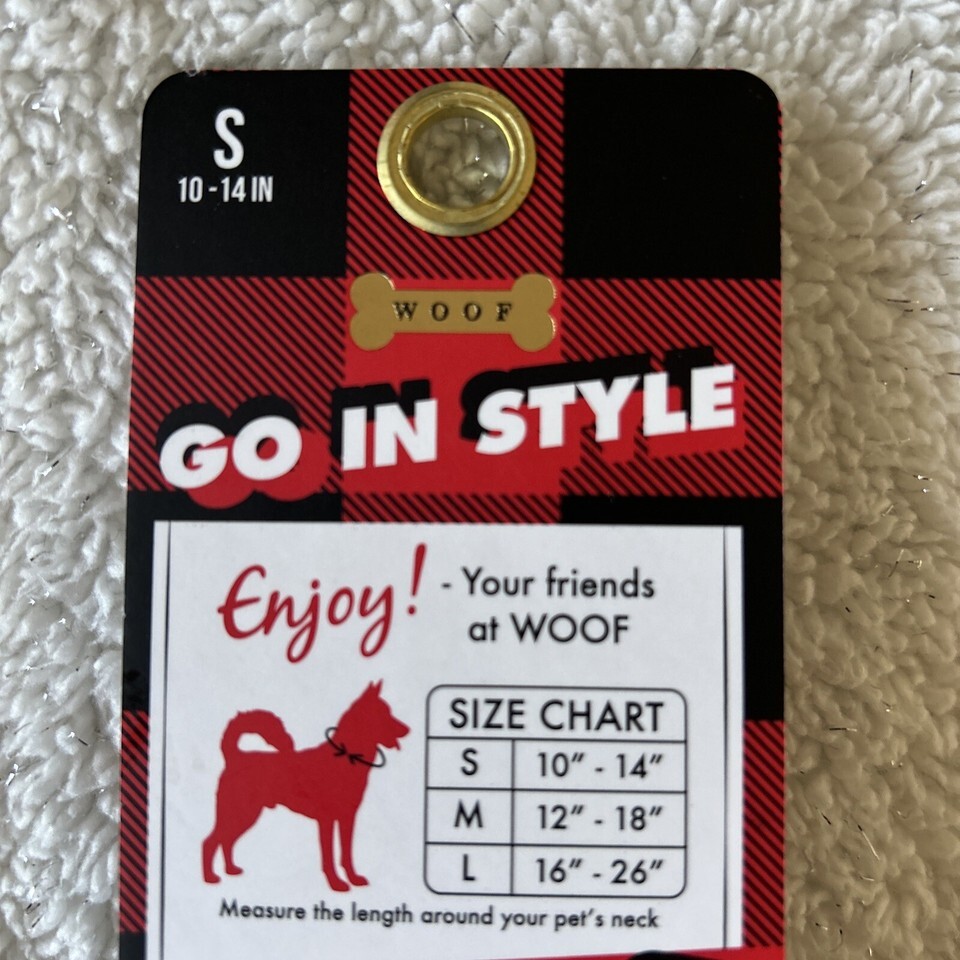 S
10-14 IN
WOOF
GO IN STYLE
Enjoy! - Your friends
at WOOF
SIZE CHART
S 10” - 14”
M 12” - 18”
L 16” - 26”
Measure the length around your pet’s neck